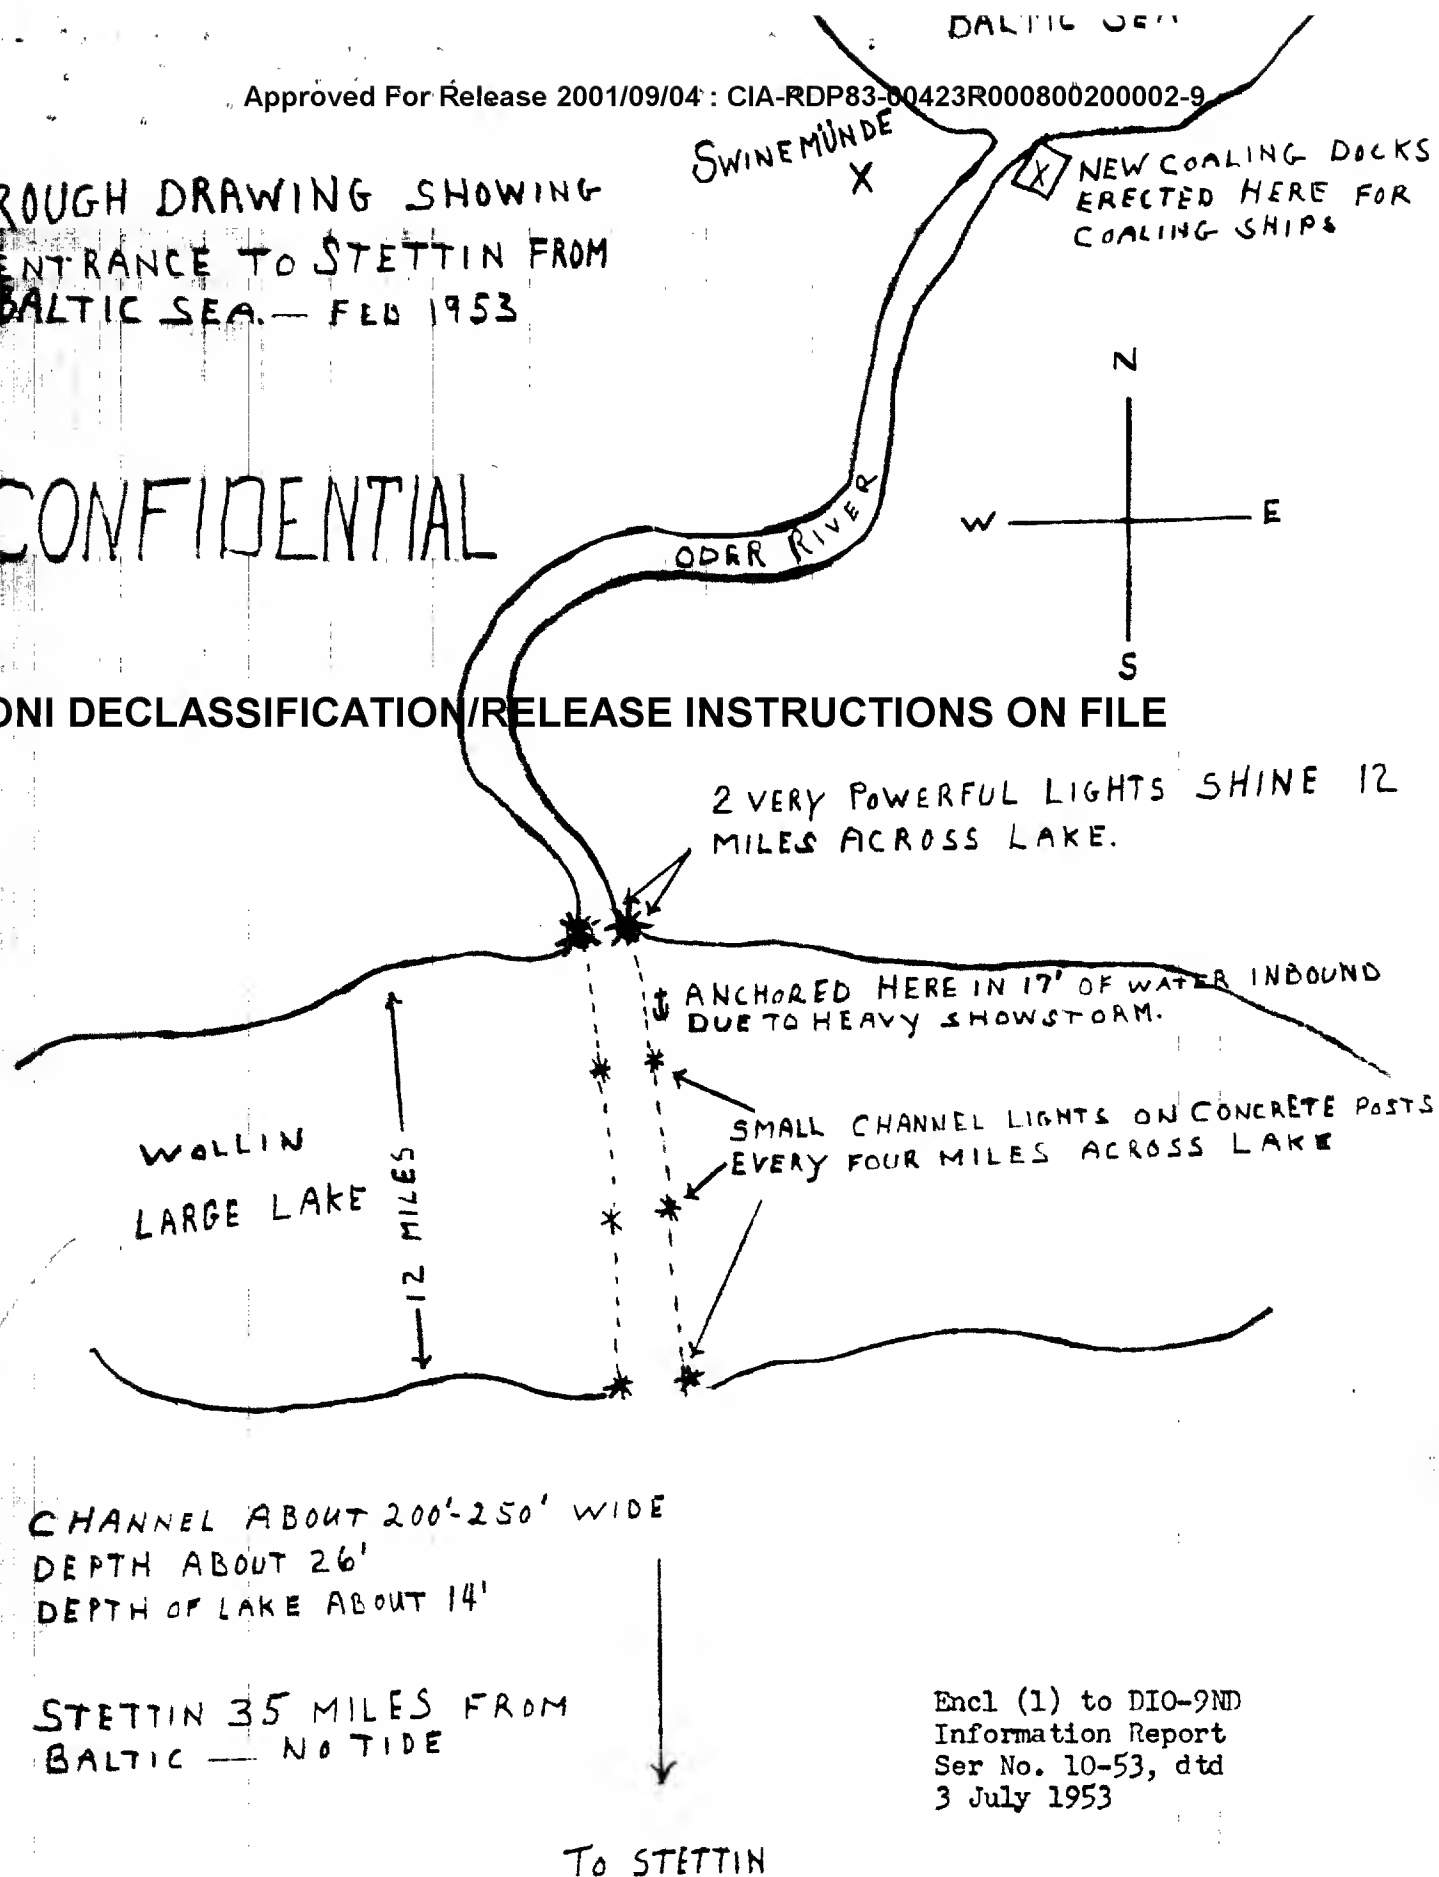 BALTIC SEA
Approved For Release 2001/09/04 : CIA-RDP83-00423R000800200002-9
SWINEMÜNDE
X
X
NEW COALING DOCKS
ERECTED HERE FOR
COALING SHIPS
ROUGH DRAWING SHOWING
ENTRANCE TO STETTIN FROM
BALTIC SEA. — FEB 1953
N
W
E
S
CONFIDENTIAL
ODER RIVER
ONI DECLASSIFICATION/RELEASE INSTRUCTIONS ON FILE
2 VERY POWERFUL LIGHTS SHINE 12
MILES ACROSS LAKE.
ANCHORED HERE IN 17' OF WATER INBOUND
DUE TO HEAVY SNOWSTORM.
SMALL CHANNEL LIGHTS ON CONCRETE POSTS
EVERY FOUR MILES ACROSS LAKE
WOLLIN
LARGE LAKE
12 MILES
CHANNEL ABOUT 200'-250' WIDE
DEPTH ABOUT 26'
DEPTH OF LAKE ABOUT 14'
STETTIN 35 MILES FROM
BALTIC — NO TIDE
Encl (1) to DIO-9ND
Information Report
Ser No. 10-53, dtd
3 July 1953
TO STETTIN